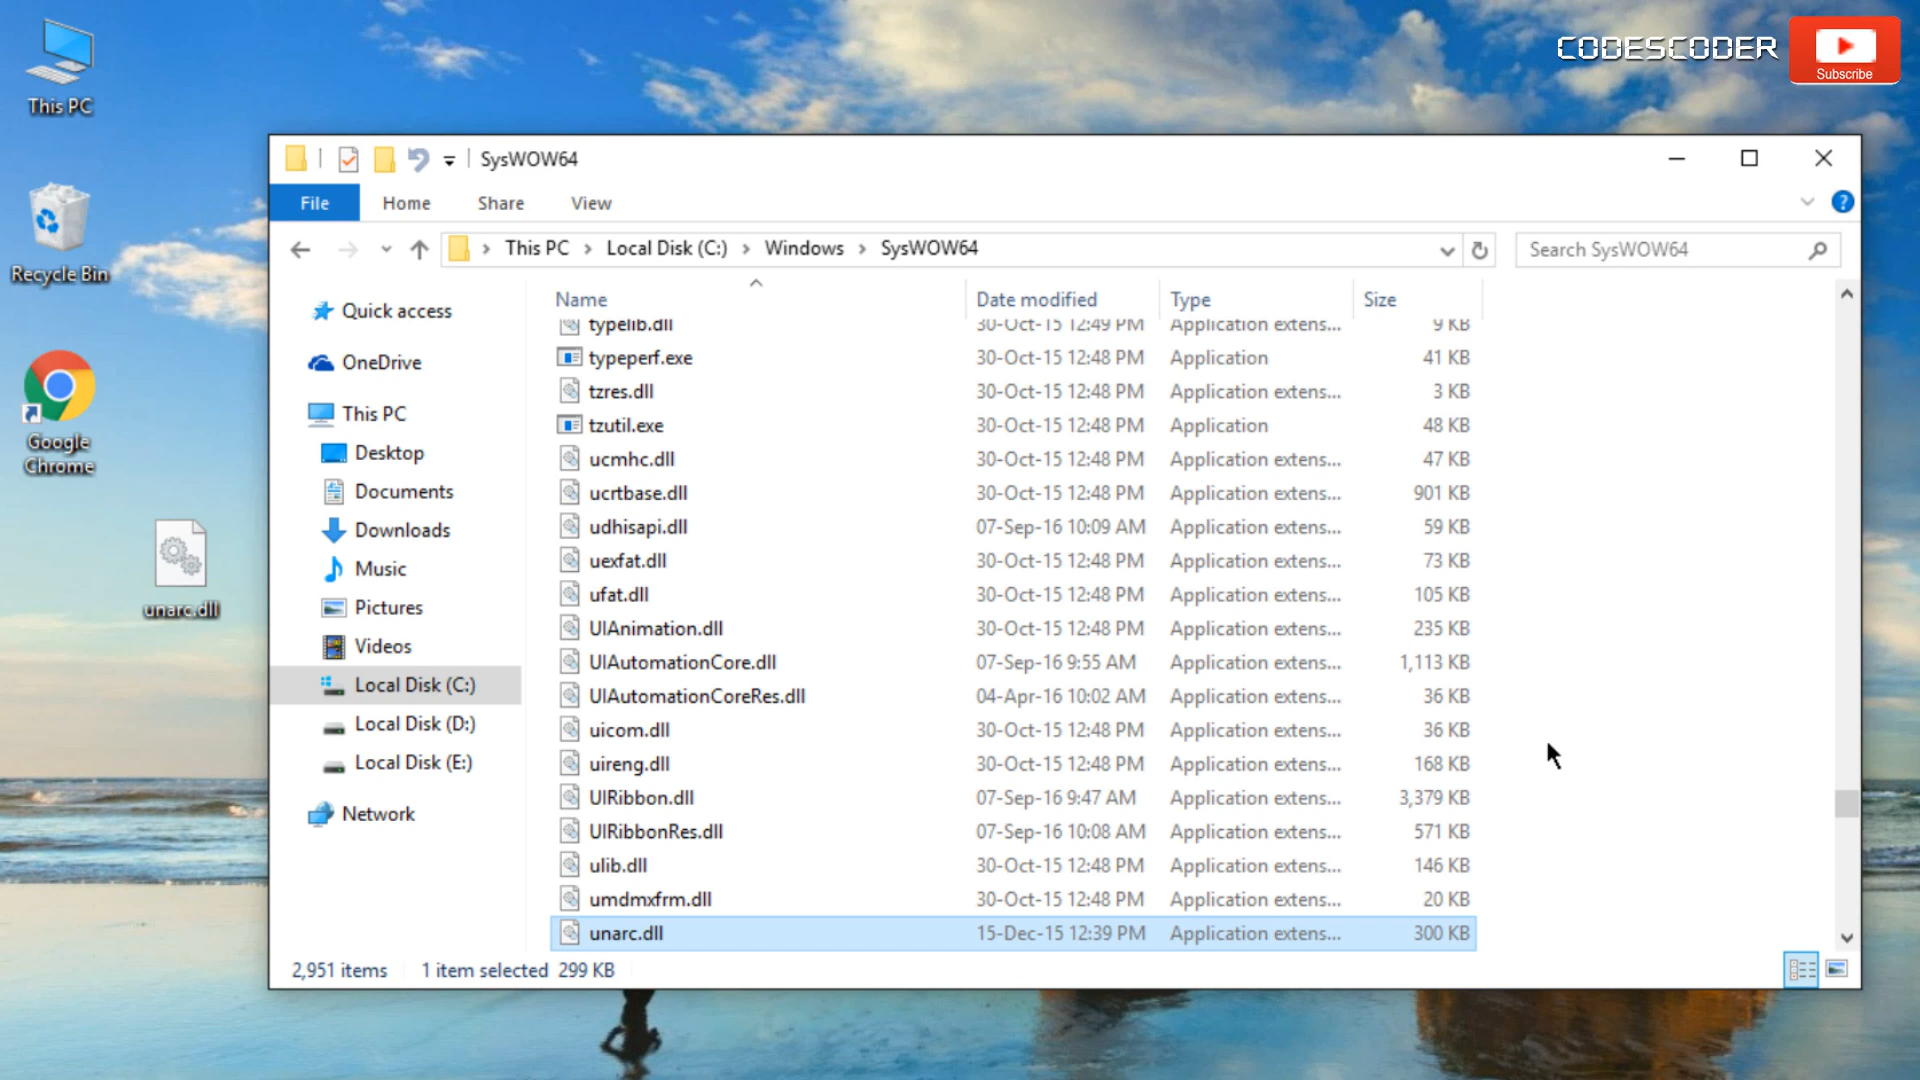 CODESCODER
Subscribe
This PC
Recycle Bin
Google
Chrome
unarc.dll
SysWOW64
File Home Share View
This PC Local Disk (C:) Windows SysWOW64
Search SysWOW64
Quick access
OneDrive
This PC
Desktop
Documents
Downloads
Music
Pictures
Videos
Local Disk (C:)
Local Disk (D:)
Local Disk (E:)
Network
Name Date modified Type Size
typelib.dll 30-Oct-15 12:49 PM Application extens... 9 KB
typeperf.exe 30-Oct-15 12:48 PM Application 41 KB
tzres.dll 30-Oct-15 12:48 PM Application extens... 3 KB
tzutil.exe 30-Oct-15 12:48 PM Application 48 KB
ucmhc.dll 30-Oct-15 12:48 PM Application extens... 47 KB
ucrtbase.dll 30-Oct-15 12:48 PM Application extens... 901 KB
udhisapi.dll 07-Sep-16 10:09 AM Application extens... 59 KB
uexfat.dll 30-Oct-15 12:48 PM Application extens... 73 KB
ufat.dll 30-Oct-15 12:48 PM Application extens... 105 KB
UIAnimation.dll 30-Oct-15 12:48 PM Application extens... 235 KB
UIAutomationCore.dll 07-Sep-16 9:55 AM Application extens... 1,113 KB
UIAutomationCoreRes.dll 04-Apr-16 10:02 AM Application extens... 36 KB
uicom.dll 30-Oct-15 12:48 PM Application extens... 36 KB
uireng.dll 30-Oct-15 12:48 PM Application extens... 168 KB
UIRibbon.dll 07-Sep-16 9:47 AM Application extens... 3,379 KB
UIRibbonRes.dll 07-Sep-16 10:08 AM Application extens... 571 KB
ulib.dll 30-Oct-15 12:48 PM Application extens... 146 KB
umdmxfrm.dll 30-Oct-15 12:48 PM Application extens... 20 KB
unarc.dll 15-Dec-15 12:39 PM Application extens... 300 KB
2,951 items 1 item selected 299 KB